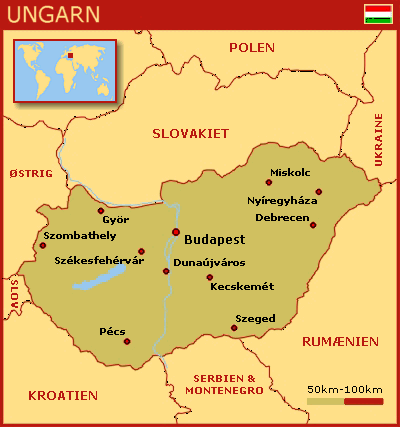 UNGARN
POLEN
UKRAINE
SLOVAKIET
ØSTRIG
Miskolc
Nyíregyháza
Debrecen
Györ
Szombathely
Budapest
Székesfehérvár
Dunaújváros
Kecskemét
SLOV
Szeged
Pécs
RUMÆNIEN
SERBIEN &
MONTENEGRO
KROATIEN
50km-100km